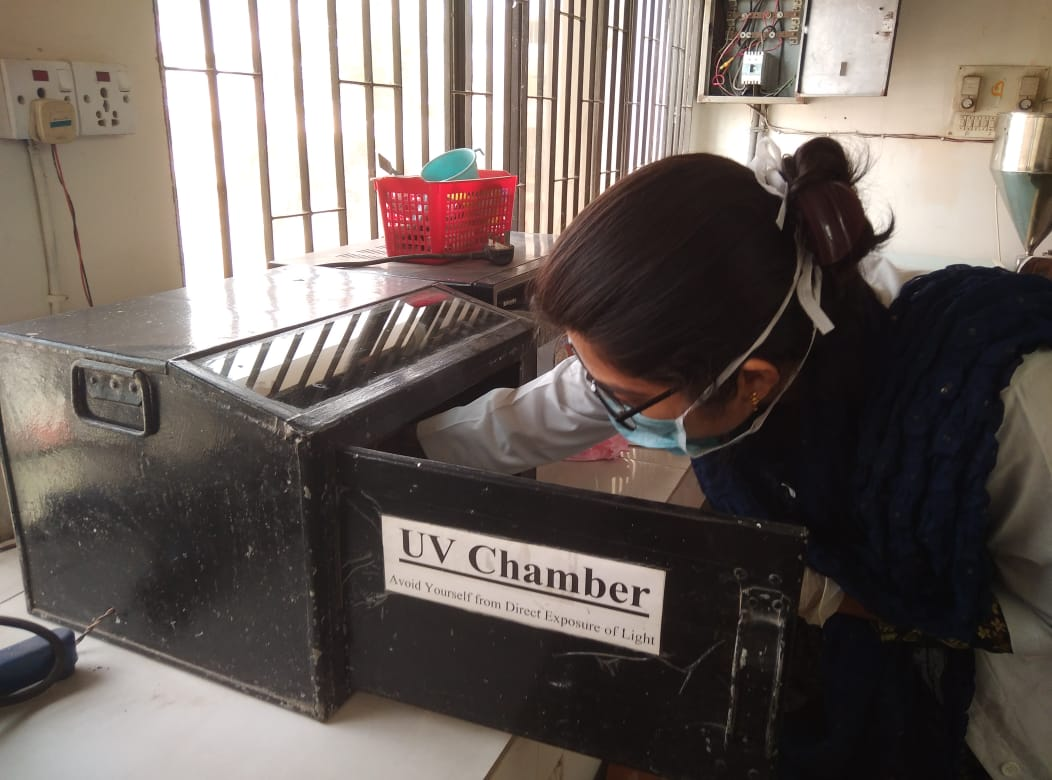 UV Chamber
Avoid Yourself from Direct Exposure of Light